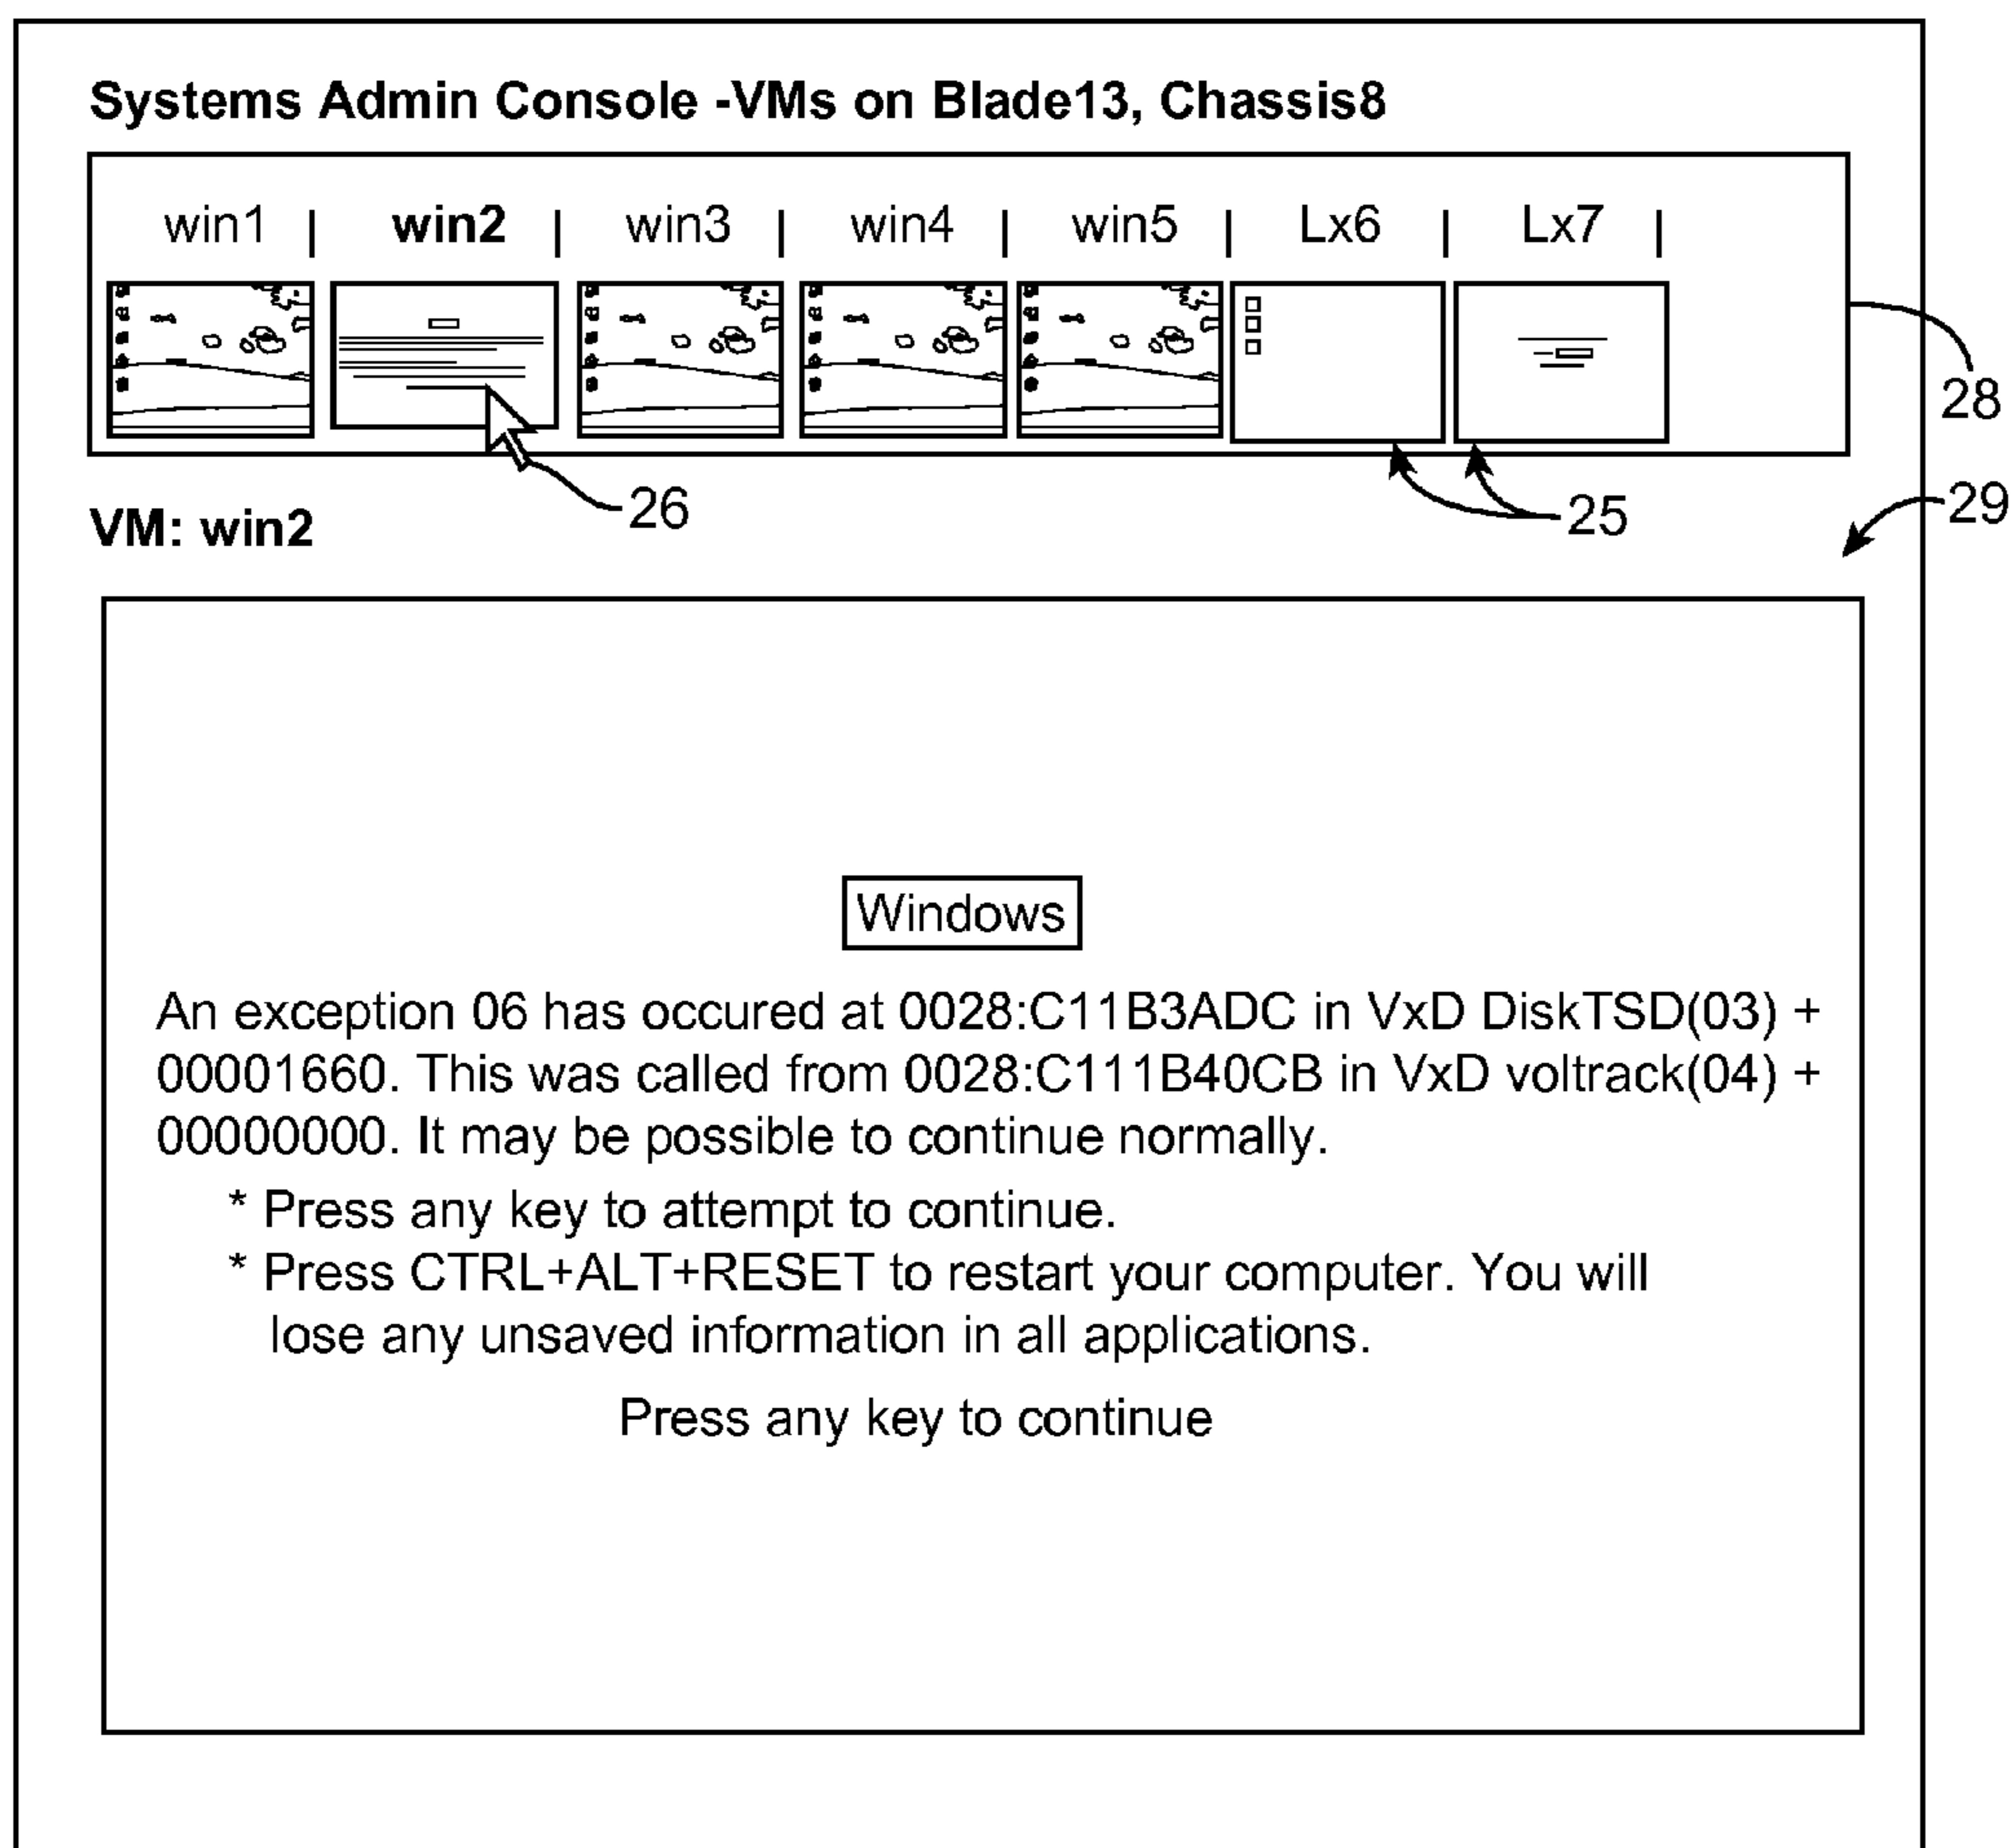 Systems Admin Console -VMs on Blade13, Chassis8
win1 | win2 | win3 | win4 | win5 | Lx6 | Lx7 |
28
26
25
29
VM: win2
Windows
An exception 06 has occured at 0028:C11B3ADC in VxD DiskTSD(03) +
00001660. This was called from 0028:C111B40CB in VxD voltrack(04) +
00000000. It may be possible to continue normally.
* Press any key to attempt to continue.
* Press CTRL+ALT+RESET to restart your computer. You will
lose any unsaved information in all applications.
Press any key to continue